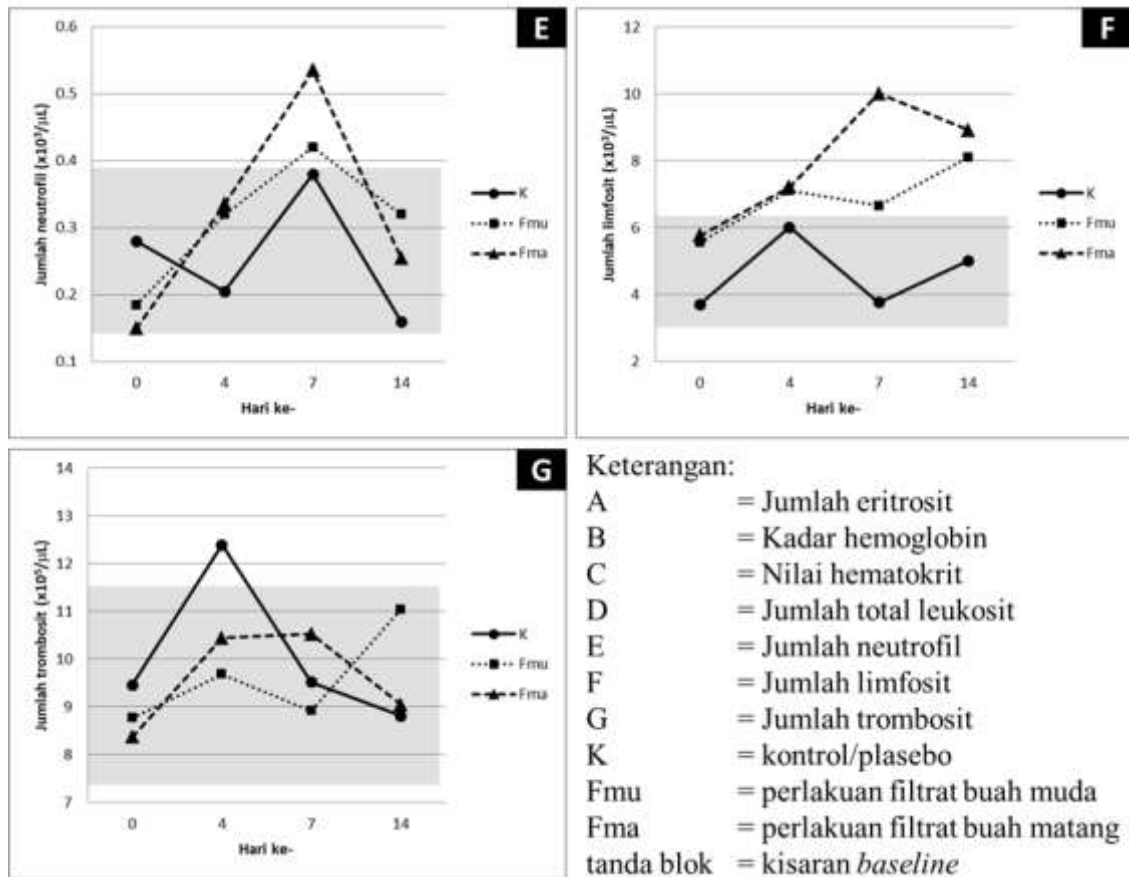 E
Jumlah neutrofil (x10³/µL)
0.6
0.5
0.4
0.3
0.2
0.1
0 4 7 14
Hari ke-
K
Fmu
Fma
F
Jumlah limfosit (x10³/µL)
12
10
8
6
4
2
0 4 7 14
Hari ke-
K
Fmu
Fma
G
Jumlah trombosit (x10⁵/µL)
14
13
12
11
10
9
8
7
0 4 7 14
Hari ke-
K
Fmu
Fma
Keterangan:
A = Jumlah eritrosit
B = Kadar hemoglobin
C = Nilai hematokrit
D = Jumlah total leukosit
E = Jumlah neutrofil
F = Jumlah limfosit
G = Jumlah trombosit
K = kontrol/plasebo
Fmu = perlakuan filtrat buah muda
Fma = perlakuan filtrat buah matang
tanda blok = kisaran baseline